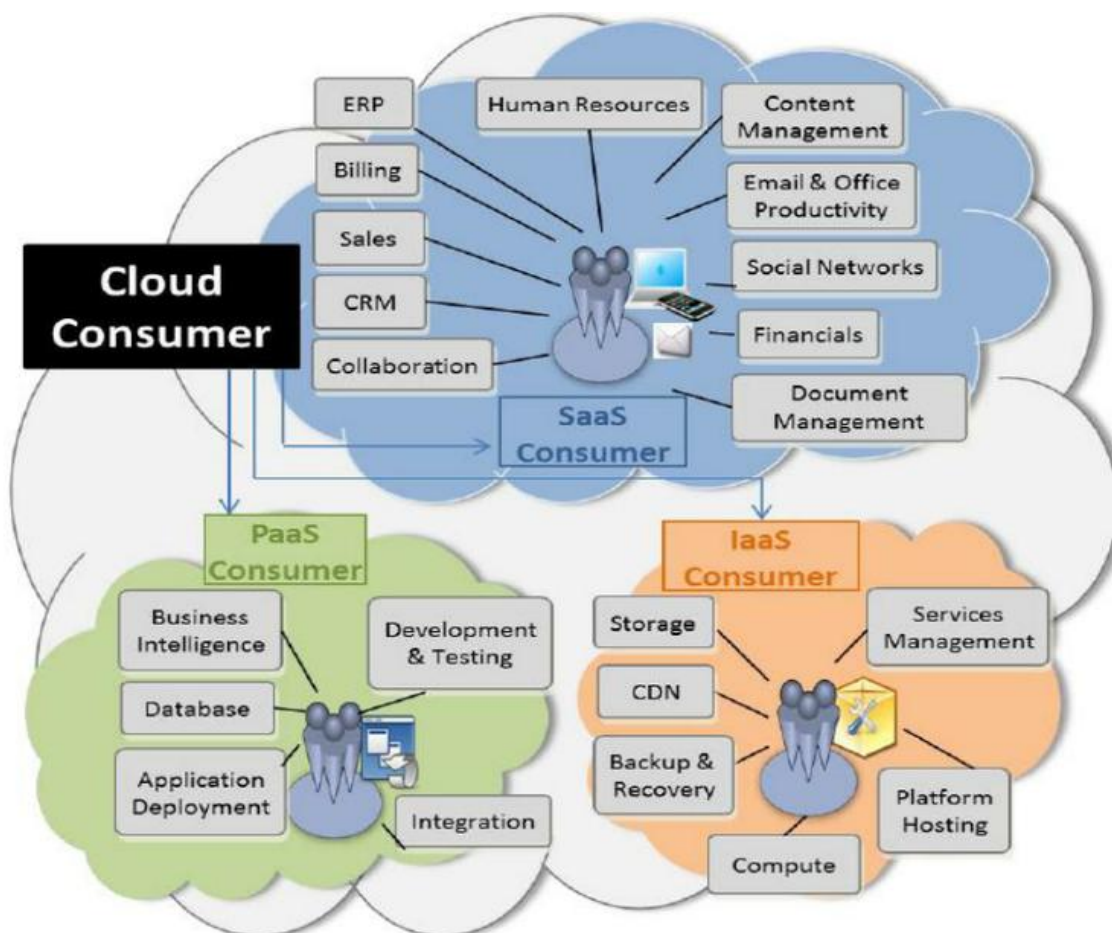 ERP
Human Resources
Content
Management
Billing
Email & Office
Productivity
Sales
Social Networks
Cloud
Consumer
CRM
Financials
Collaboration
Document
Management
SaaS
Consumer
PaaS
Consumer
IaaS
Consumer
Business
Intelligence
Development
& Testing
Database
Application
Deployment
Integration
Storage
Services
Management
CDN
Backup &
Recovery
Platform
Hosting
Compute